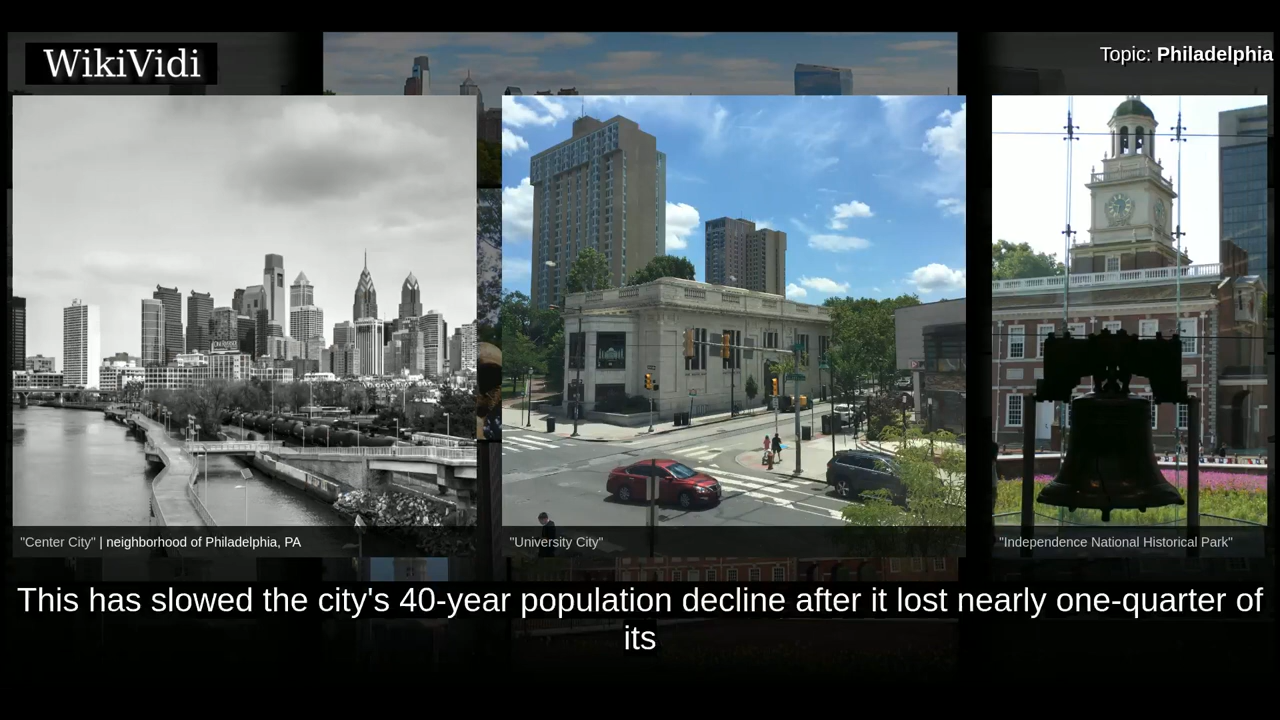 WikiVidi
Topic: Philadelphia
"Center City" | neighborhood of Philadelphia, PA
"University City"
"Independence National Historical Park"
This has slowed the city's 40-year population decline after it lost nearly one-quarter of
its